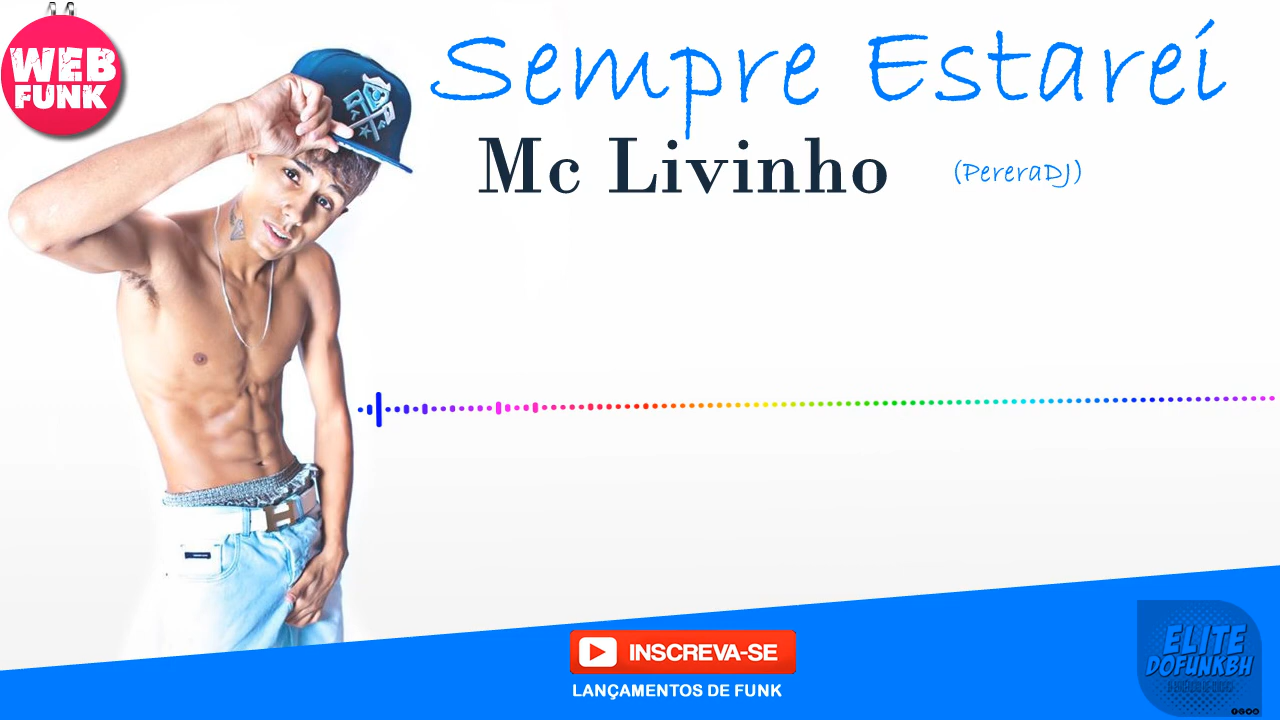 WEB
FUNK
Sempre Estarei
Mc Livinho
(PereraDJ)
INSCREVA-SE
LANÇAMENTOS DE FUNK
ELITE
DOFUNKBH